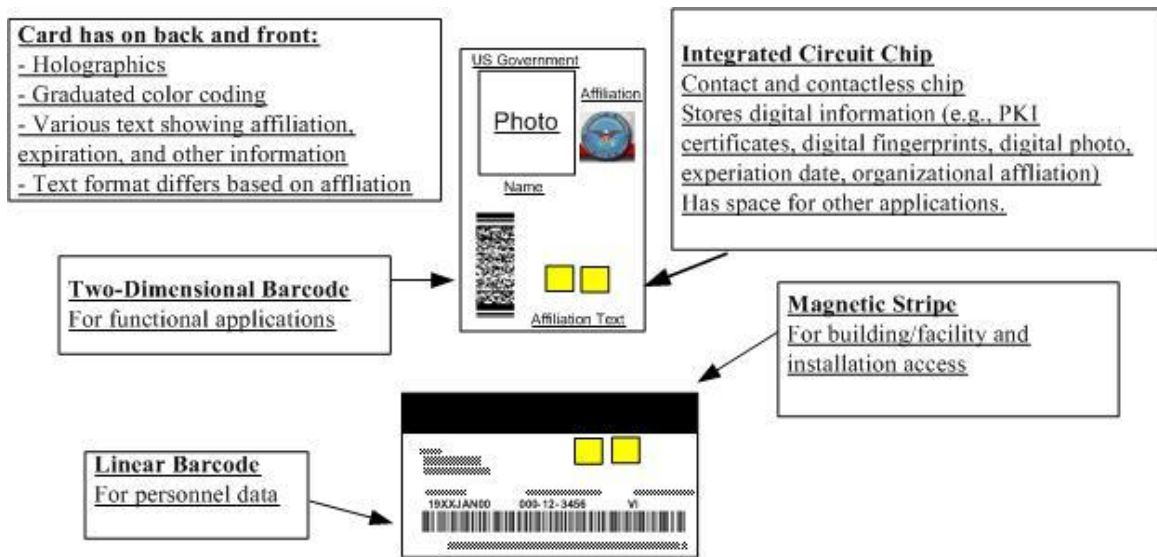 Card has on back and front:
- Holographics
- Graduated color coding
- Various text showing affiliation,
expiration, and other information
- Text format differs based on affliation
US Government
Photo
Affiliation
Name
Affiliation Text
Integrated Circuit Chip
Contact and contactless chip
Stores digital information (e.g., PKI
certificates, digital fingerprints, digital photo,
experiation date, organizational affliation)
Has space for other applications.
Two-Dimensional Barcode
For functional applications
Magnetic Stripe
For building/facility and
installation access
Linear Barcode
For personnel data
19XXJAN00 000-12-3456 VI